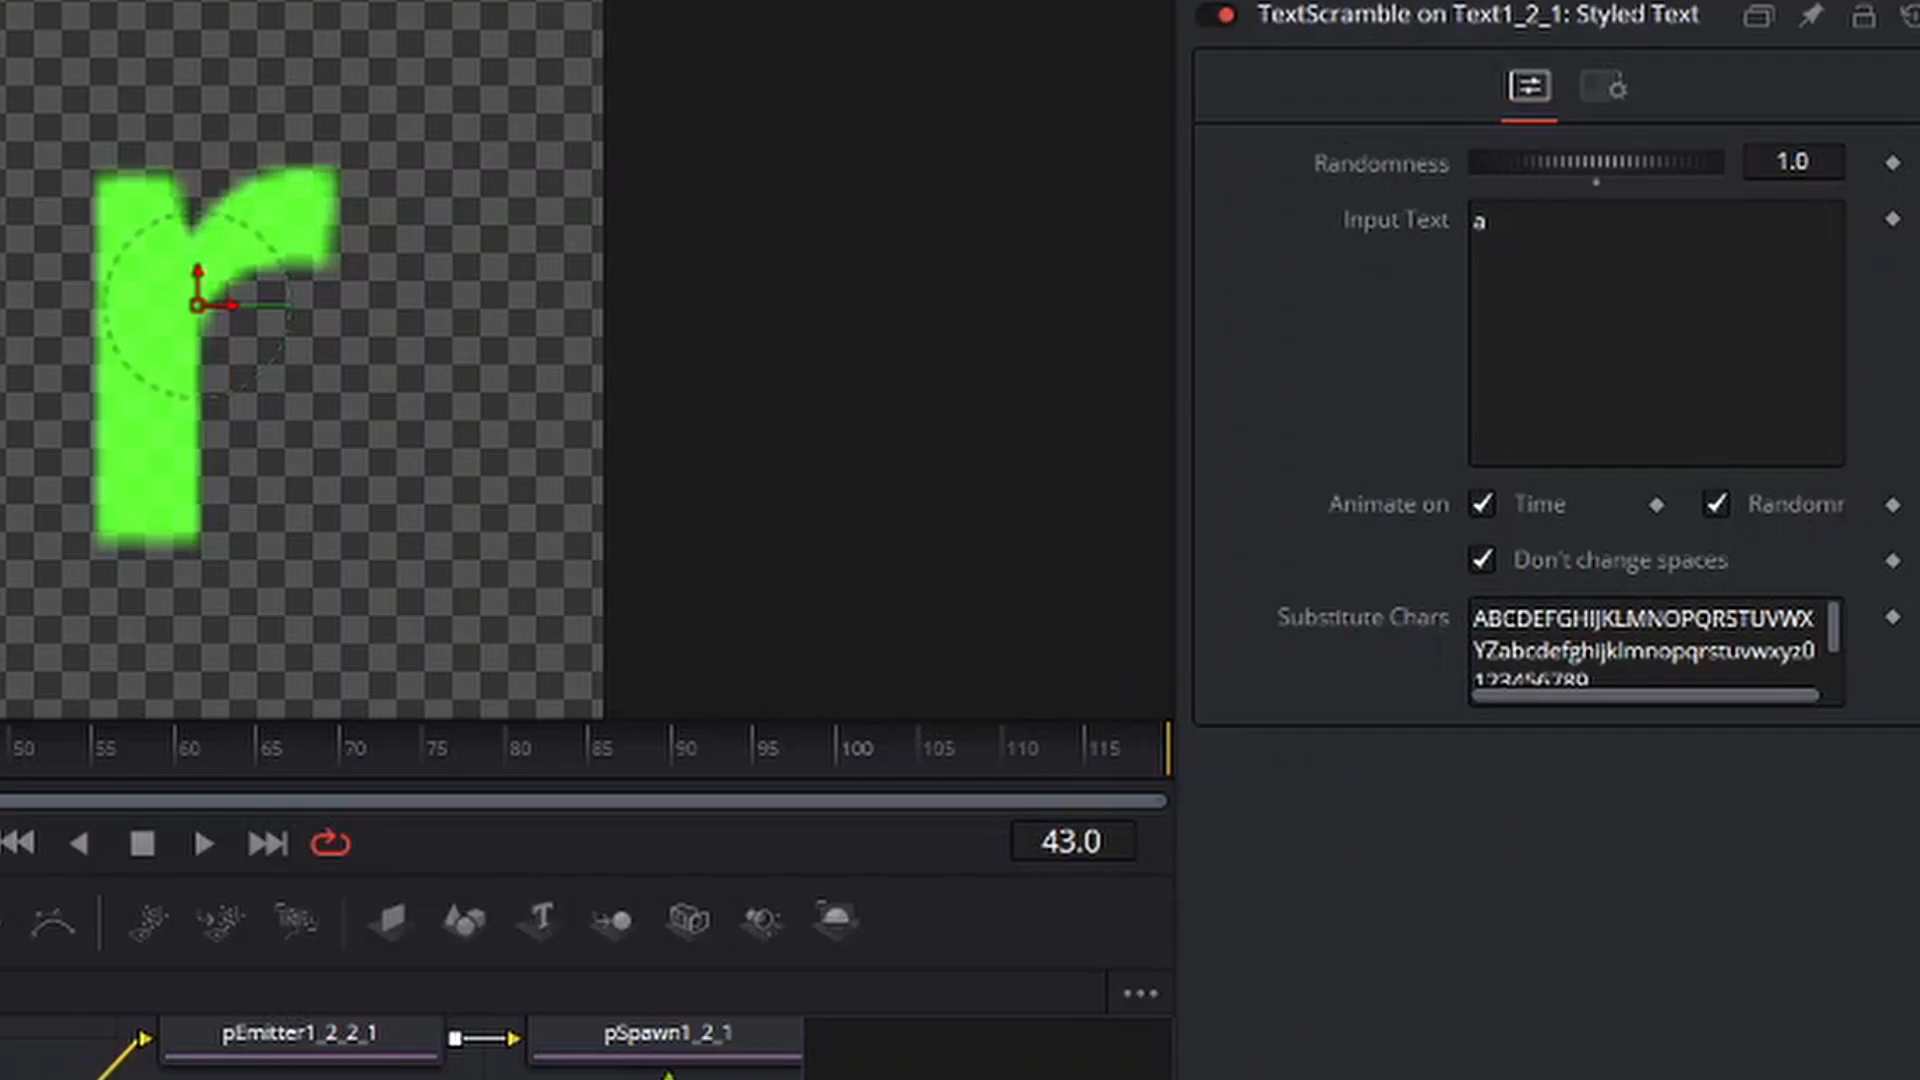 TextScramble on Text1_2_1: Styled Text
Randomness 1.0
Input Text a
r
Animate on Time Randomr
Don't change spaces
Substitute Chars ABCDEFGHIJKLMNOPQRSTUVWX
YZabcdefghijklmnopqrstuvwxyz0
123456789
50 55 60 65 70 75 80 85 90 95 100 105 110 115
43.0
T
pEmitter1_2_2_1 pSpawn1_2_1